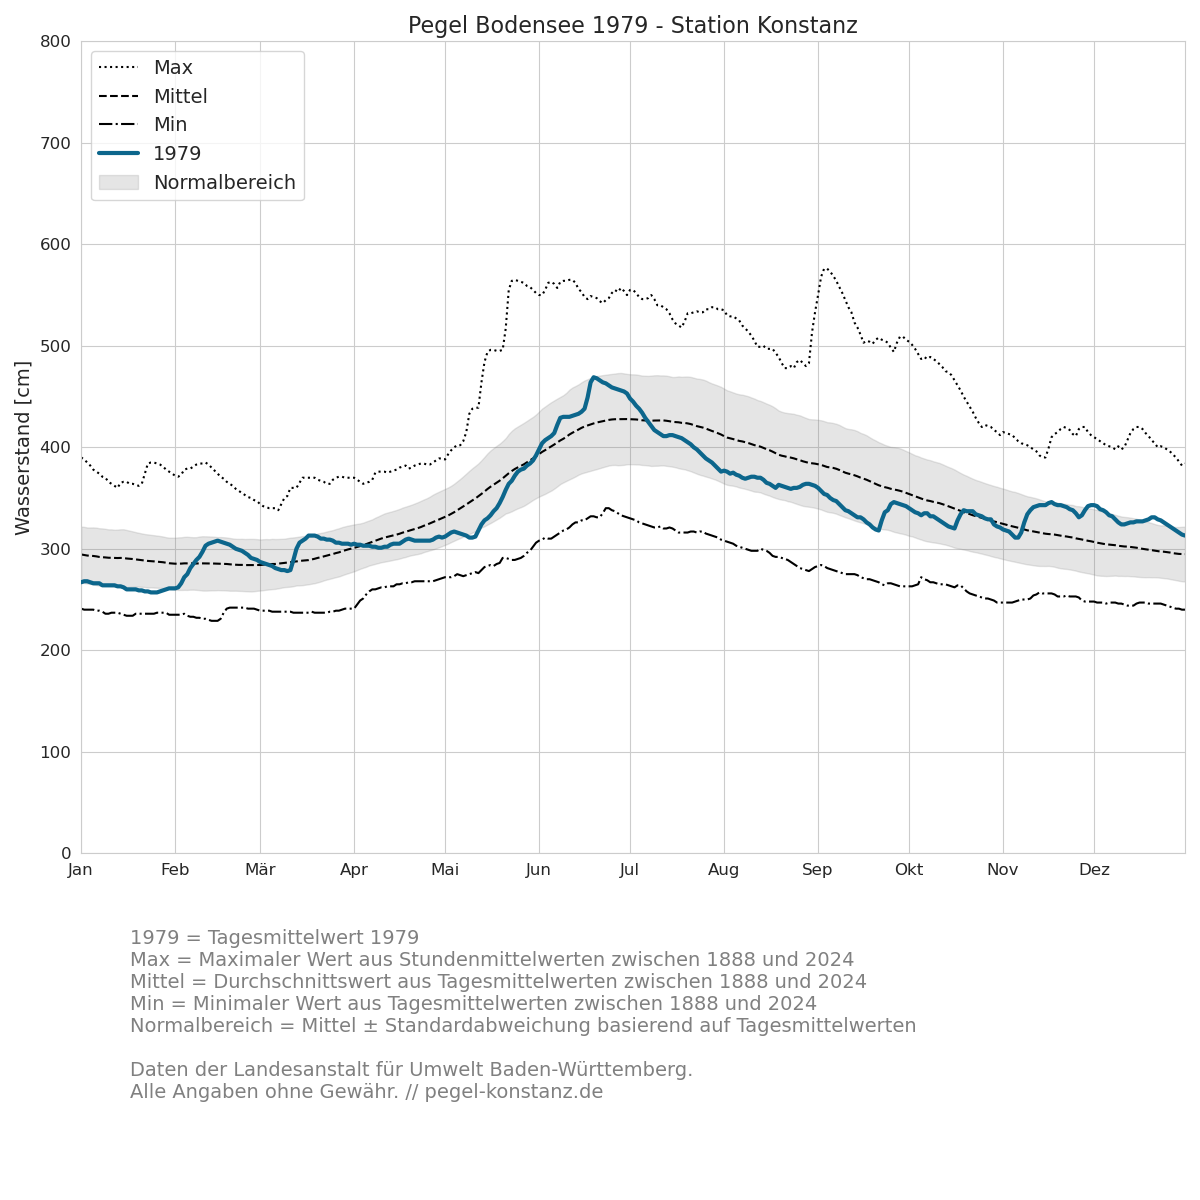 Pegel Bodensee 1979 - Station Konstanz
800
700
600
500
400
300
200
100
0
Wasserstand [cm]
Max
Mittel
Min
1979
Normalbereich
Jan Feb Mär Apr Mai Jun Jul Aug Sep Okt Nov Dez
1979 = Tagesmittelwert 1979
Max = Maximaler Wert aus Stundenmittelwerten zwischen 1888 und 2024
Mittel = Durchschnittswert aus Tagesmittelwerten zwischen 1888 und 2024
Min = Minimaler Wert aus Tagesmittelwerten zwischen 1888 und 2024
Normalbereich = Mittel ± Standardabweichung basierend auf Tagesmittelwerten
Daten der Landesanstalt für Umwelt Baden-Württemberg.
Alle Angaben ohne Gewähr. // pegel-konstanz.de